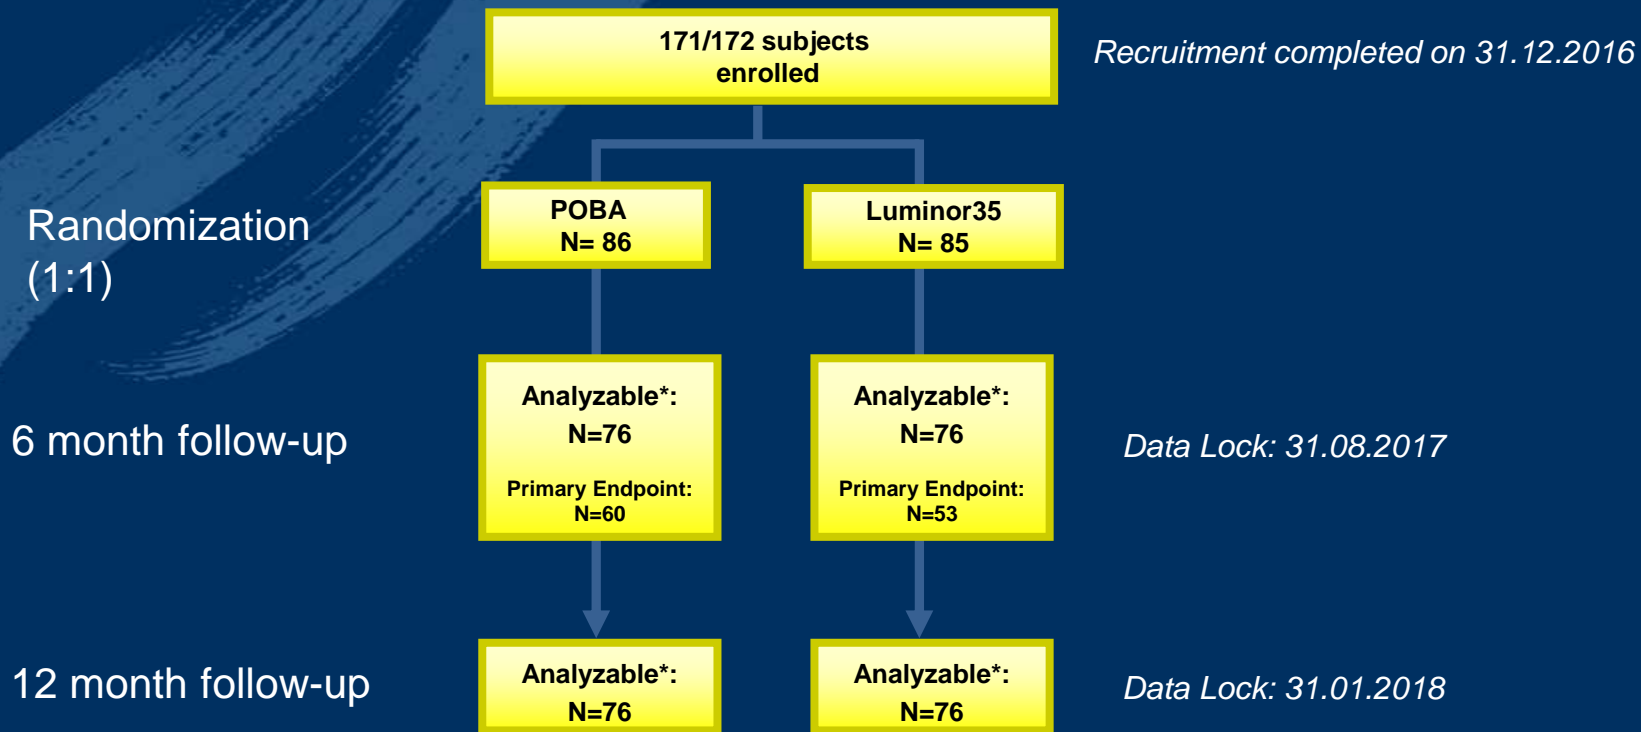 171/172 subjects
enrolled
Recruitment completed on 31.12.2016
Randomization
(1:1)
POBA
N= 86
Luminor35
N= 85
6 month follow-up
Analyzable*:
N=76
Primary Endpoint:
N=60
Analyzable*:
N=76
Primary Endpoint:
N=53
Data Lock: 31.08.2017
12 month follow-up
Analyzable*:
N=76
Analyzable*:
N=76
Data Lock: 31.01.2018